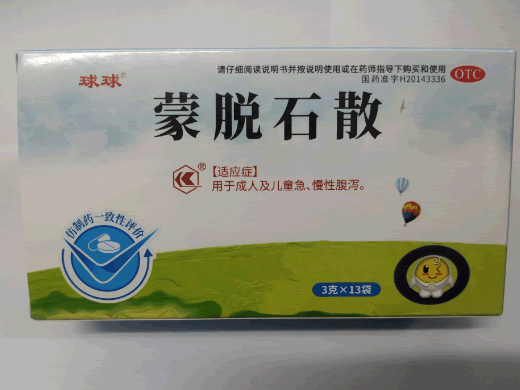 请仔细阅读说明书并按说明使用或在药师指导下购买和使用
国药准字H20143336
OTC
球球®
蒙脱石散
®
【适应症】
用于成人及儿童急、慢性腹泻。
仿制药一致性评价
3克×13袋